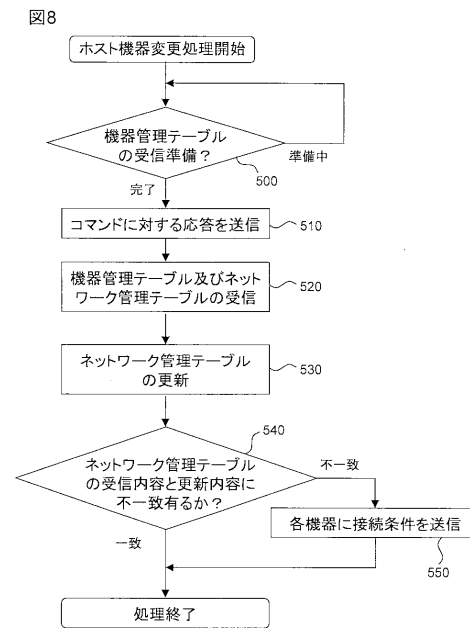 図8
ホスト機器変更処理開始
機器管理テーブル
の受信準備？
準備中
500
完了
コマンドに対する応答を送信
510
機器管理テーブル及びネット
ワーク管理テーブルの受信
520
ネットワーク管理テーブル
の更新
530
540
ネットワーク管理テーブル
の受信内容と更新内容に
不一致有るか？
不一致
各機器に接続条件を送信
550
一致
処理終了